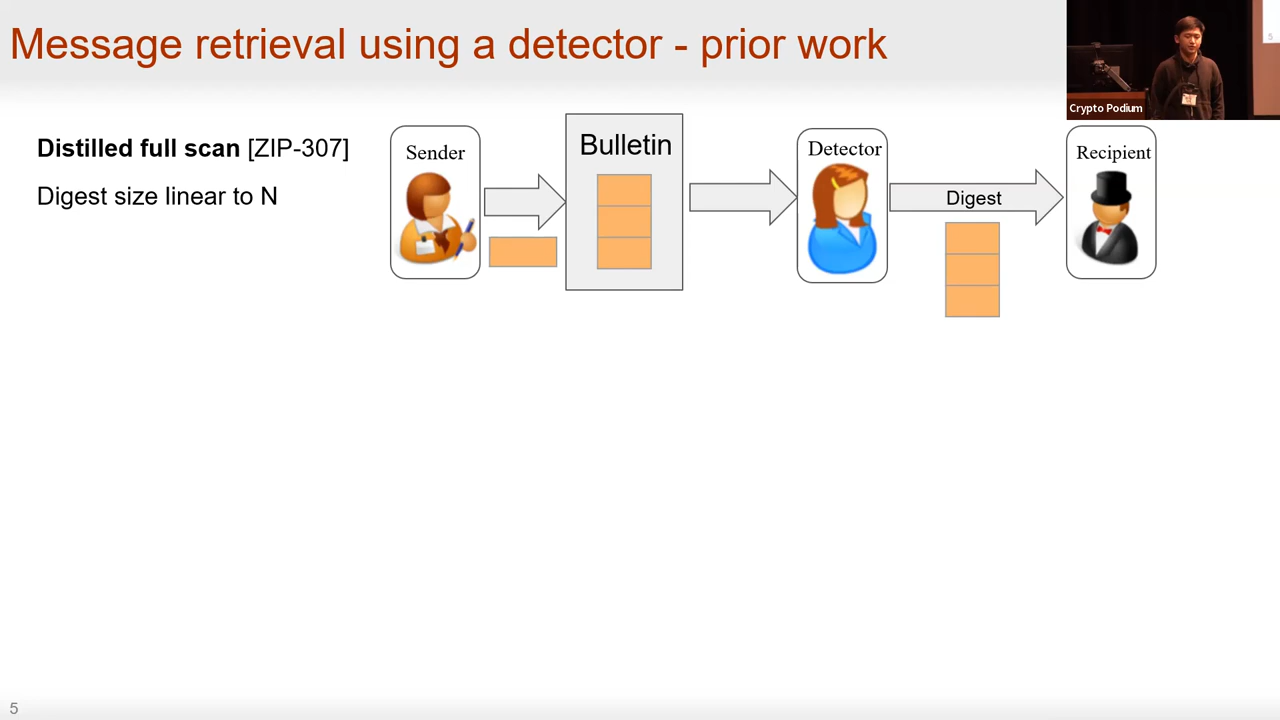 Message retrieval using a detector - prior work
5
Crypto Podium
Distilled full scan [ZIP-307]
Digest size linear to N
Sender
Bulletin
Detector
Digest
Recipient
5